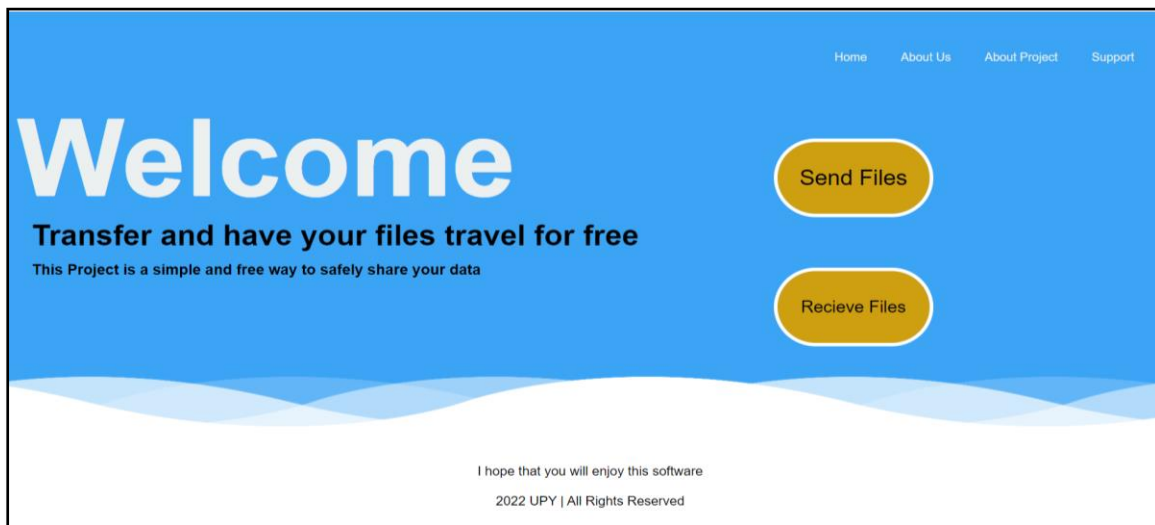 Home About Us About Project Support
Welcome
Transfer and have your files travel for free
This Project is a simple and free way to safely share your data
Send Files
Recieve Files
I hope that you will enjoy this software
2022 UPY | All Rights Reserved